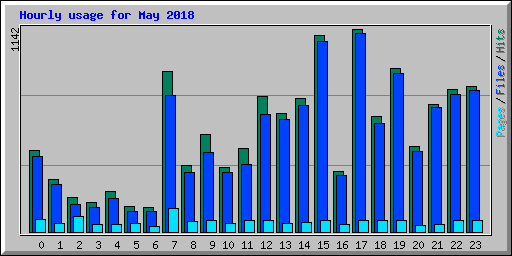 Hourly usage for May 2018
1142
Pages / Files / Hits
0 1 2 3 4 5 6 7 8 9 10 11 12 13 14 15 16 17 18 19 20 21 22 23